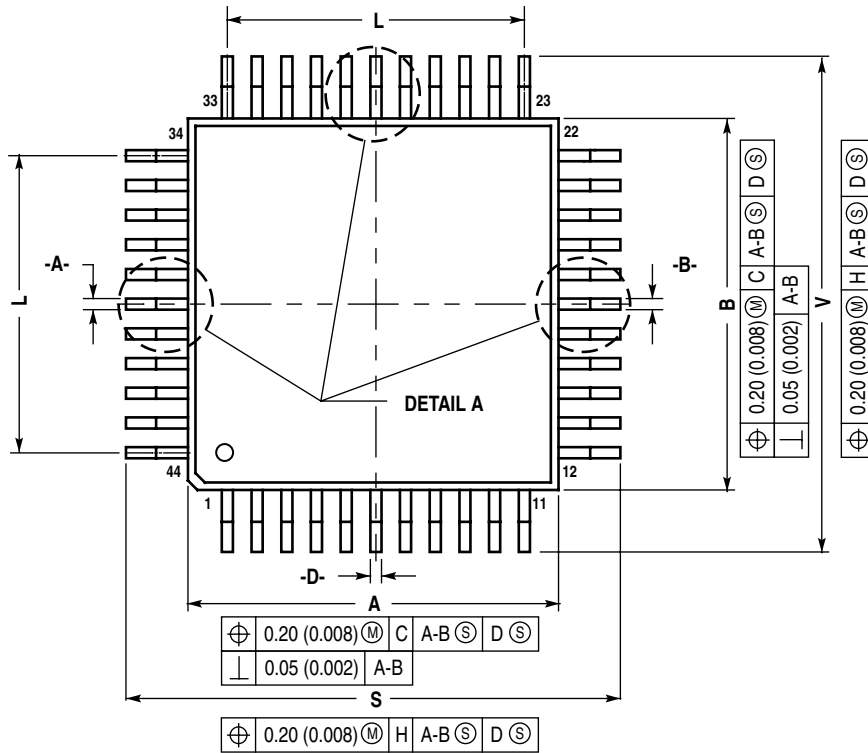 L
33
23
34
22
-A-
-B-
L
B
V
⌖ 0.20 (0.008) Ⓜ C A-B Ⓢ D Ⓢ
⊥ 0.05 (0.002) A-B
⌖ 0.20 (0.008) Ⓜ H A-B Ⓢ D Ⓢ
DETAIL A
44
12
1
11
-D-
A
⌖ 0.20 (0.008) Ⓜ C A-B Ⓢ D Ⓢ
⊥ 0.05 (0.002) A-B
S
⌖ 0.20 (0.008) Ⓜ H A-B Ⓢ D Ⓢ